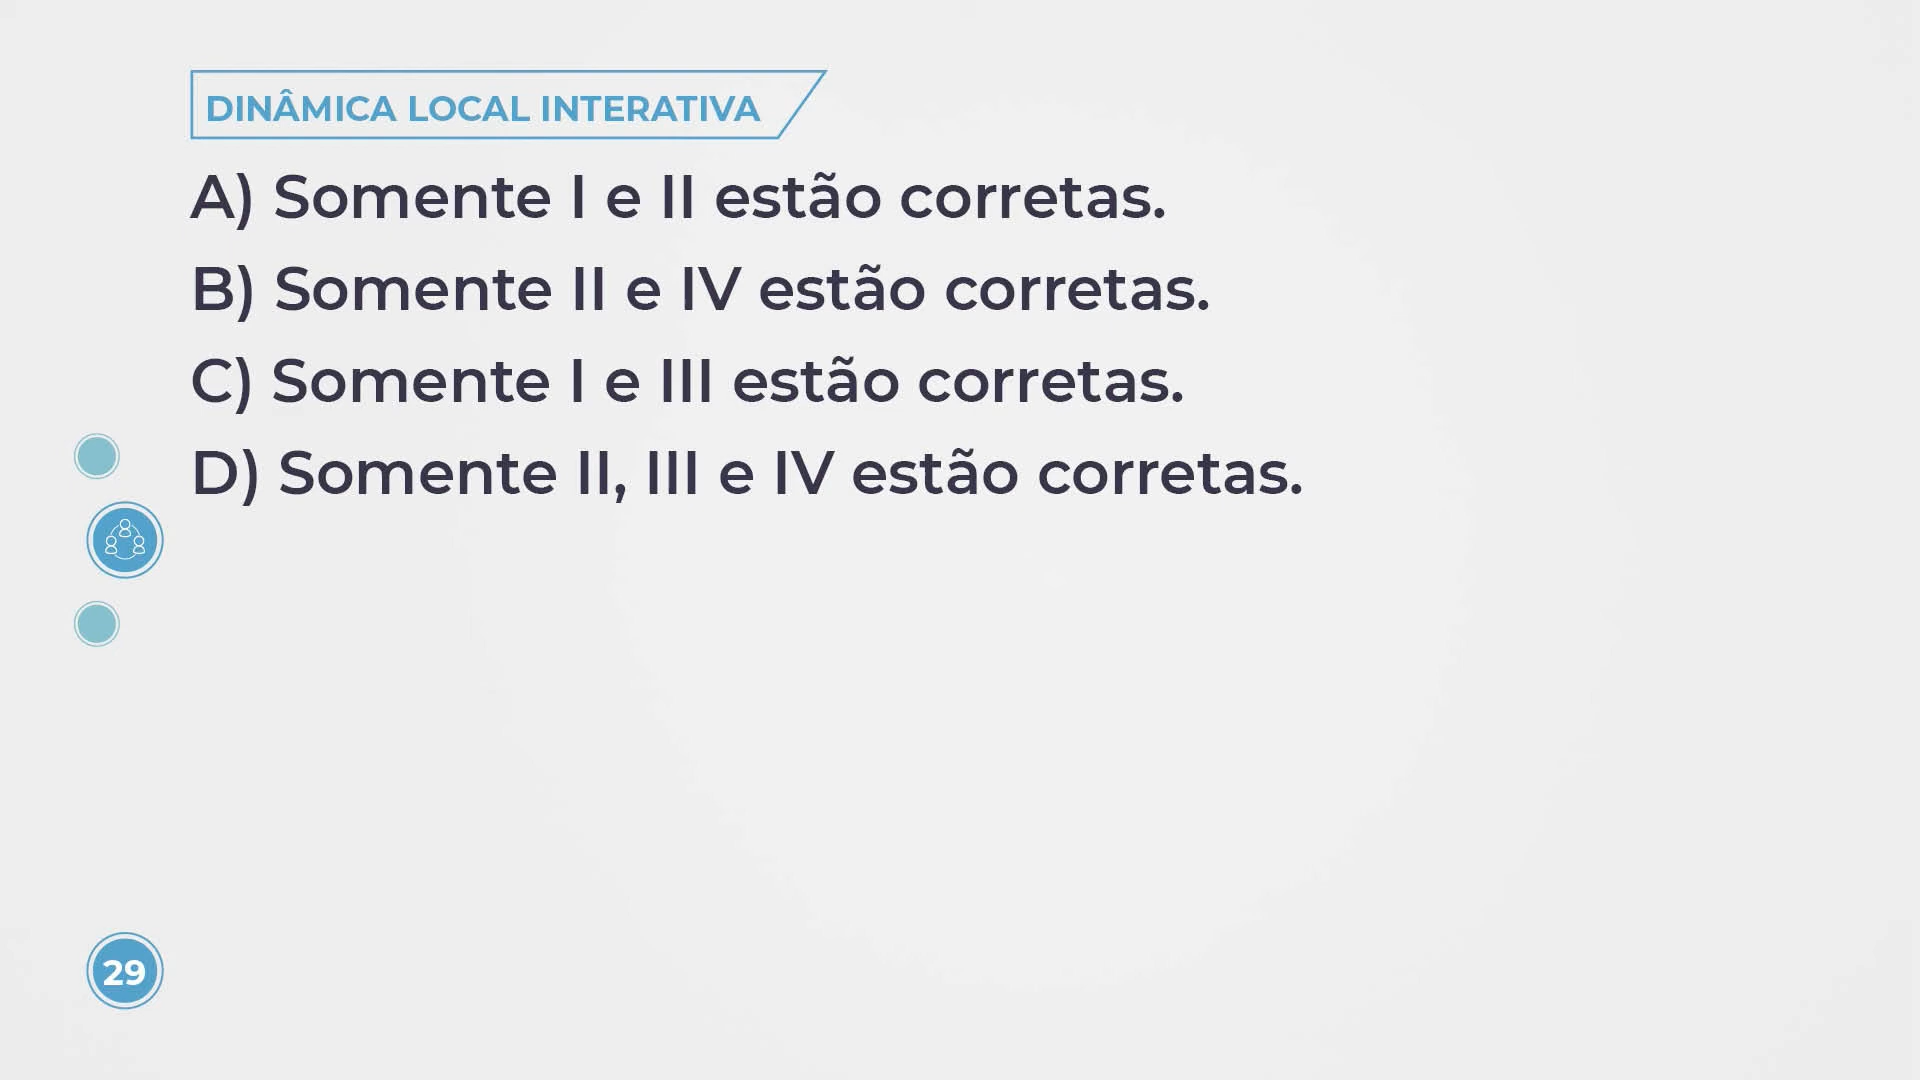 DINÂMICA LOCAL INTERATIVA
A) Somente I e II estão corretas.
B) Somente II e IV estão corretas.
C) Somente I e III estão corretas.
D) Somente II, III e IV estão corretas.
29